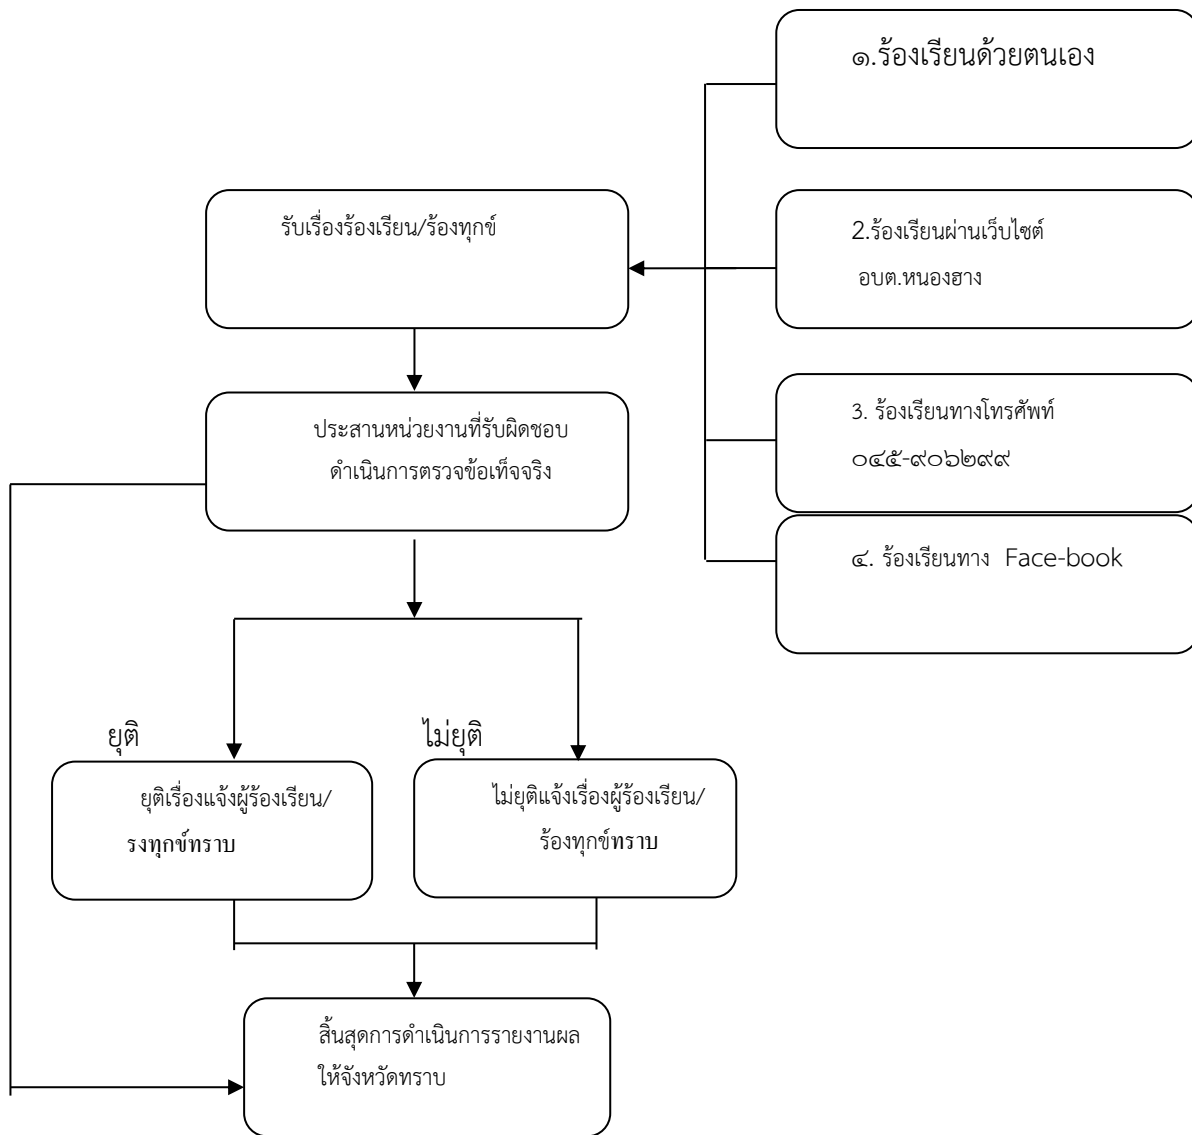 ๑.ร้องเรียนด้วยตนเอง
รับเรื่องร้องเรียน/ร้องทุกข์
2.ร้องเรียนผ่านเว็บไซต์
อบต.หนองฮาง
ประสานหน่วยงานที่รับผิดชอบ
ดำเนินการตรวจข้อเท็จจริง
3. ร้องเรียนทางโทรศัพท์
๐๔๕-๙๐๖๒๙๙
๔. ร้องเรียนทาง Face-book
ยุติ
ไม่ยุติ
ยุติเรื่องแจ้งผู้ร้องเรียน/
รงทุกข์ทราบ
ไม่ยุติแจ้งเรื่องผู้ร้องเรียน/
ร้องทุกข์ทราบ
สิ้นสุดการดำเนินการรายงานผล
ให้จังหวัดทราบ